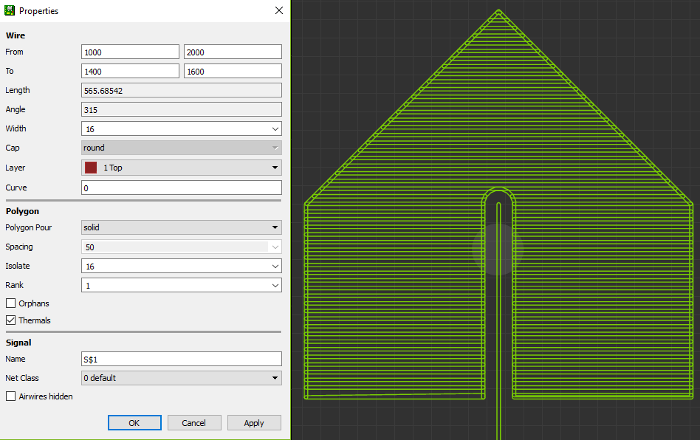 Properties
Wire
From 1000 2000
To 1400 1600
Length 565.68542
Angle 315
Width 16
Cap round
Layer 1 Top
Curve 0
Polygon
Polygon Pour solid
Spacing 50
Isolate 16
Rank 1
Orphans
Thermals
Signal
Name S$1
Net Class 0 default
Airwires hidden
OK Cancel Apply